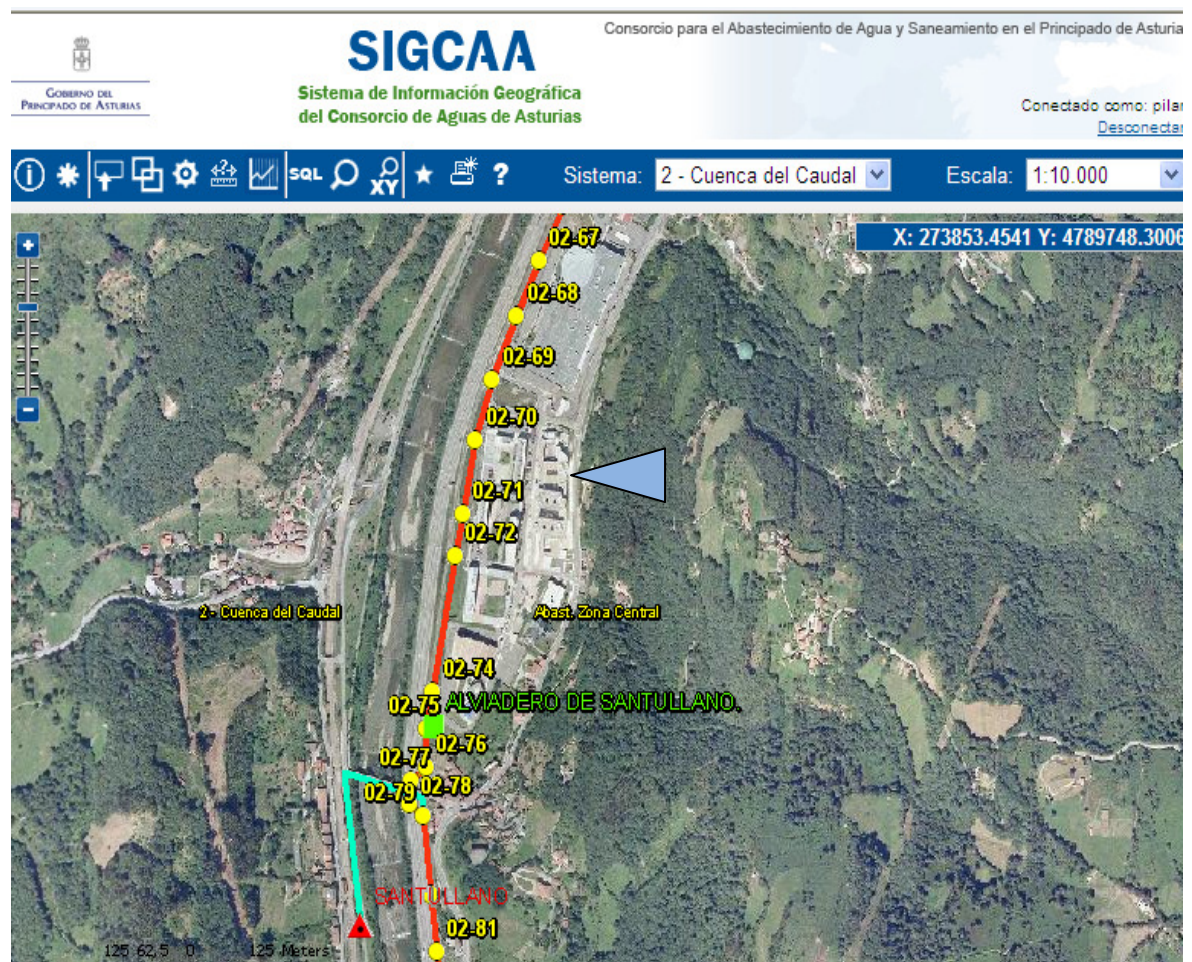 Consorcio para el Abastecimiento de Agua y Saneamiento en el Principado de Asturia
GOBIERNO DEL
PRINCIPADO DE ASTURIAS
SIGCAA
Sistema de Información Geográfica
del Consorcio de Aguas de Asturias
Conectado como: pilar
Desconectar
SQL
XY
?
Sistema: 2 - Cuenca del Caudal
Escala: 1:10.000
X: 273853.4541 Y: 4789748.3006
02-67
02-68
02-69
02-70
02-71
02-72
2 - Cuenca del Caudal
Abast. Zona Central
02-74
02-75
ALVIADERO DE SANTULLANO.
02-76
02-77
02-78
02-79
SANTULLANO
02-81
125 62,5 0 125 Meters